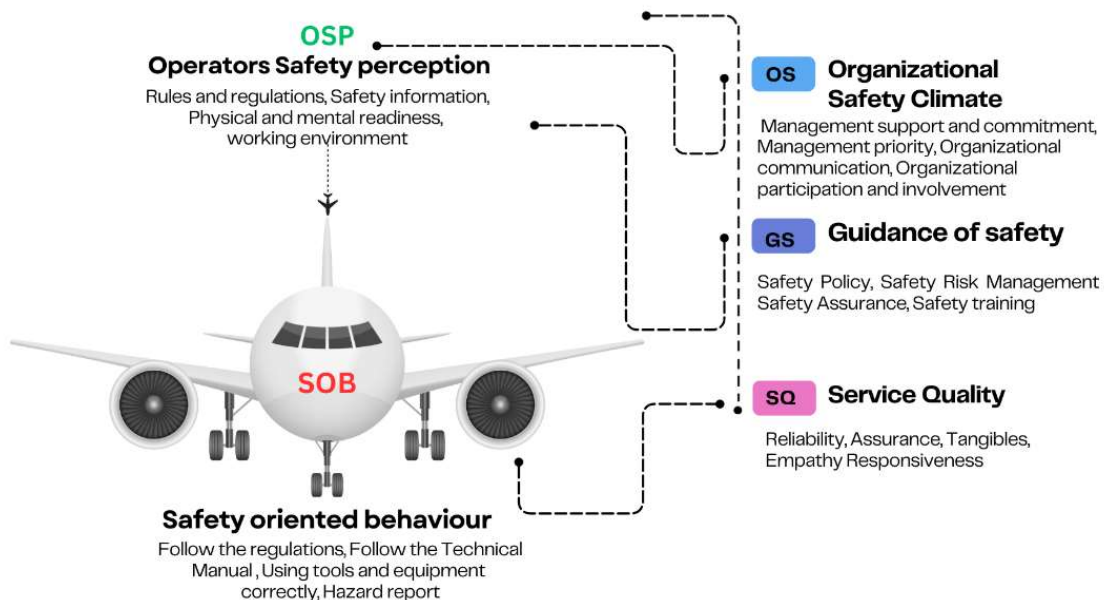 OSP
Operators Safety perception
Rules and regulations, Safety information,
Physical and mental readiness,
working environment
SOB
Safety oriented behaviour
Follow the regulations, Follow the Technical
Manual , Using tools and equipment
correctly, Hazard report
OS
Organizational
Safety Climate
Management support and commitment,
Management priority, Organizational
communication, Organizational
participation and involvement
GS
Guidance of safety
Safety Policy, Safety Risk Management
Safety Assurance, Safety training
SQ
Service Quality
Reliability, Assurance, Tangibles,
Empathy Responsiveness